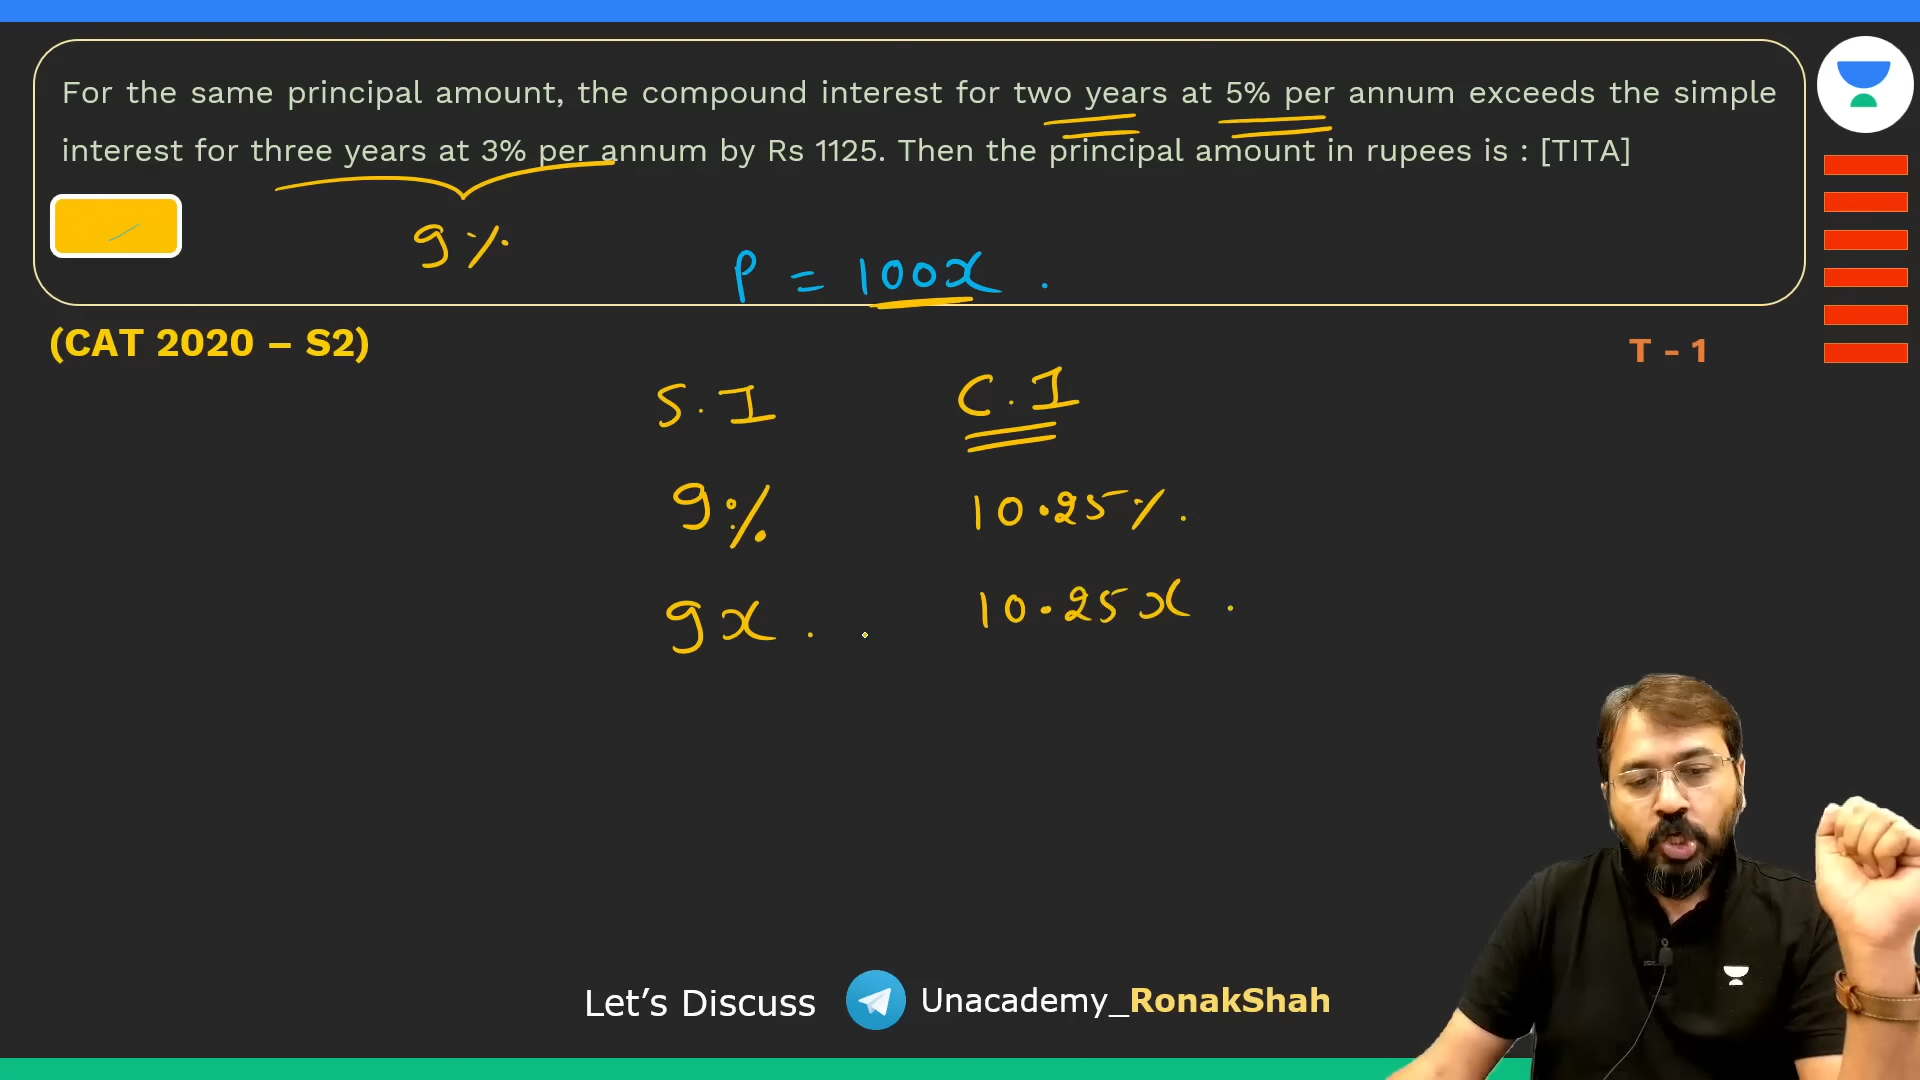 For the same principal amount, the compound interest for two years at 5% per annum exceeds the simple
interest for three years at 3% per annum by Rs 1125. Then the principal amount in rupees is : [TITA]
9%
P = 100x .
(CAT 2020 – S2)
T - 1
S.I C.I
9% 10.25%.
9x . 10.25x .
Let’s Discuss Unacademy_RonakShah